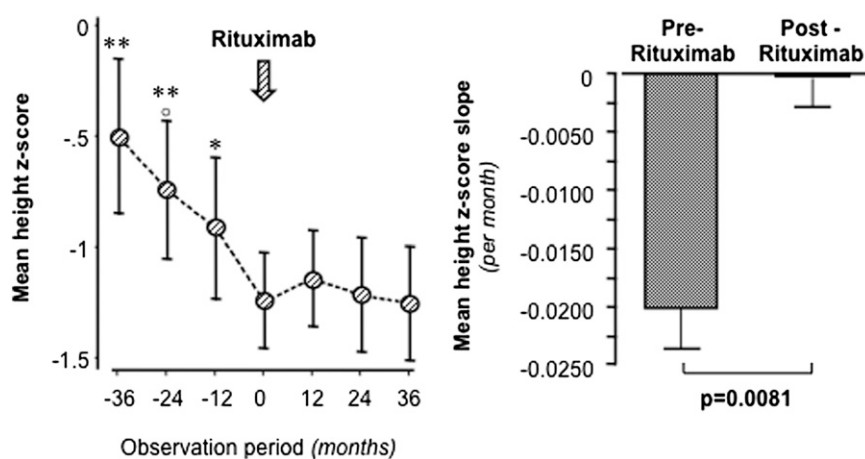 0
-.5
-1
-1.5
Mean height z-score
**
**
*
Rituximab
-36 -24 -12 0 12 24 36
Observation period (months)
Pre- Post -
Rituximab Rituximab
0
-0.0050
-0.0100
-0.0150
-0.0200
-0.0250
Mean height z-score slope
(per month)
p=0.0081